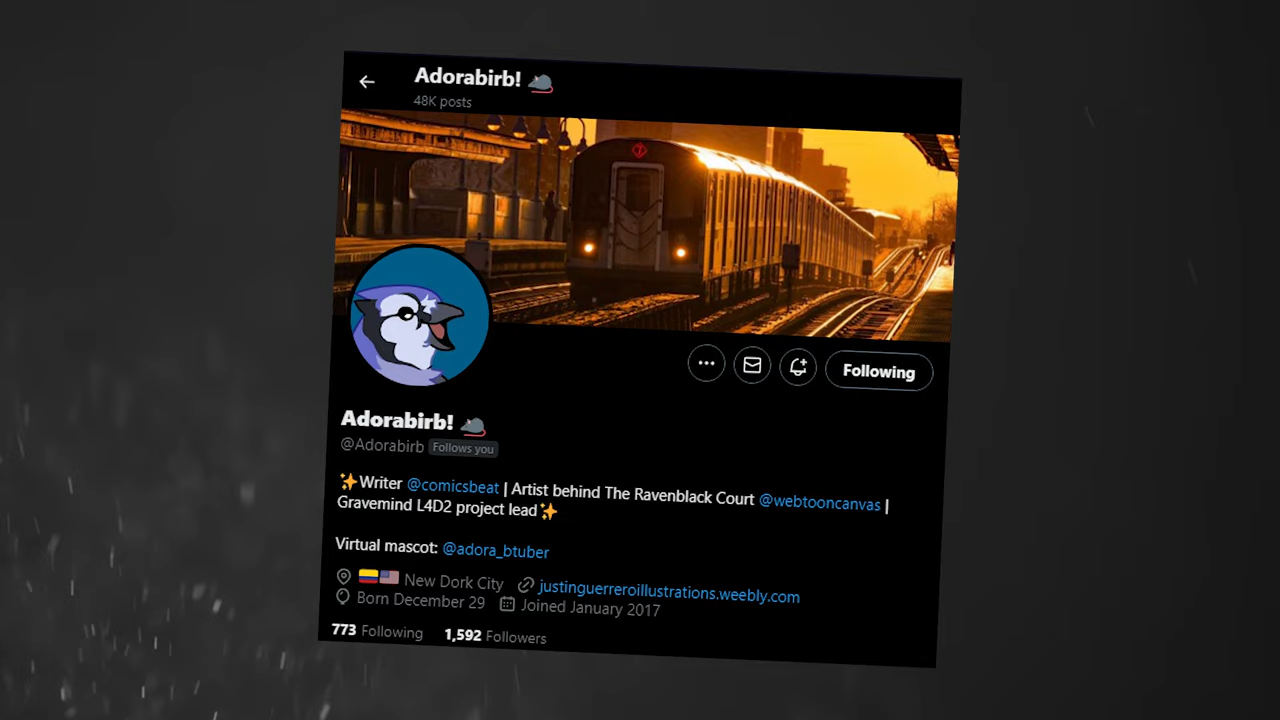 Adorabirb! 🐀
48K posts
7
Following
Adorabirb! 🐀
@Adorabirb Follows you
✨Writer @comicsbeat | Artist behind The Ravenblack Court @webtooncanvas |
Gravemind L4D2 project lead✨
Virtual mascot: @adora_btuber
🇨🇴🇺🇸 New Dork City justinguerreroillustrations.weebly.com
Born December 29 Joined January 2017
773 Following 1,592 Followers